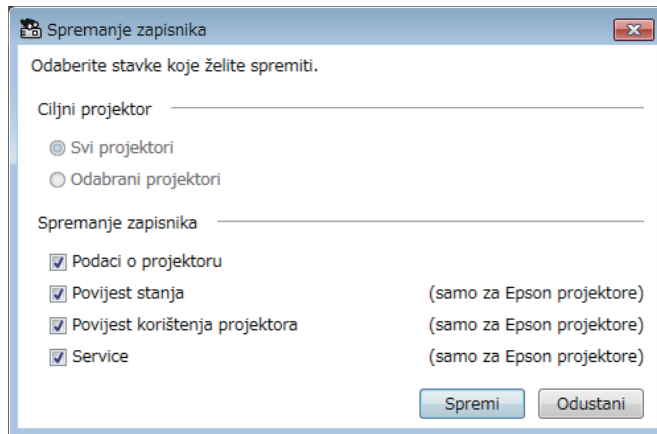 Spremanje zapisnika
Odaberite stavke koje želite spremiti.
Ciljni projektor
Svi projektori
Odabrani projektori
Spremanje zapisnika
Podaci o projektoru
Povijest stanja (samo za Epson projektore)
Povijest korištenja projektora (samo za Epson projektore)
Service (samo za Epson projektore)
Spremi Odustani